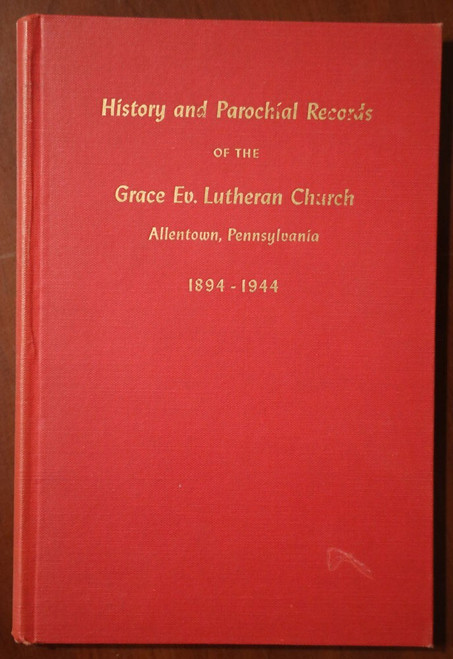 History and Parochial Records
OF THE
Grace Ev. Lutheran Church
Allentown, Pennsylvania
1894 - 1944